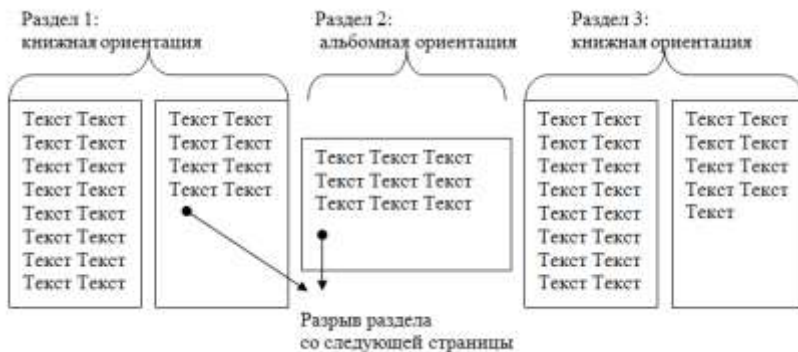 Раздел 1:
книжная ориентация
Раздел 2:
альбомная ориентация
Раздел 3:
книжная ориентация
Текст Текст
Текст Текст
Текст Текст
Текст Текст
Текст Текст
Текст Текст
Текст Текст
Текст Текст
Текст Текст
Текст Текст
Текст Текст
Текст Текст
Текст Текст Текст
Текст Текст Текст
Текст Текст Текст
Текст Текст
Текст Текст
Текст Текст
Текст Текст
Текст Текст
Текст Текст
Текст Текст
Текст Текст
Текст Текст
Текст Текст
Текст Текст
Текст Текст
Текст
Разрыв раздела
со следующей страницы